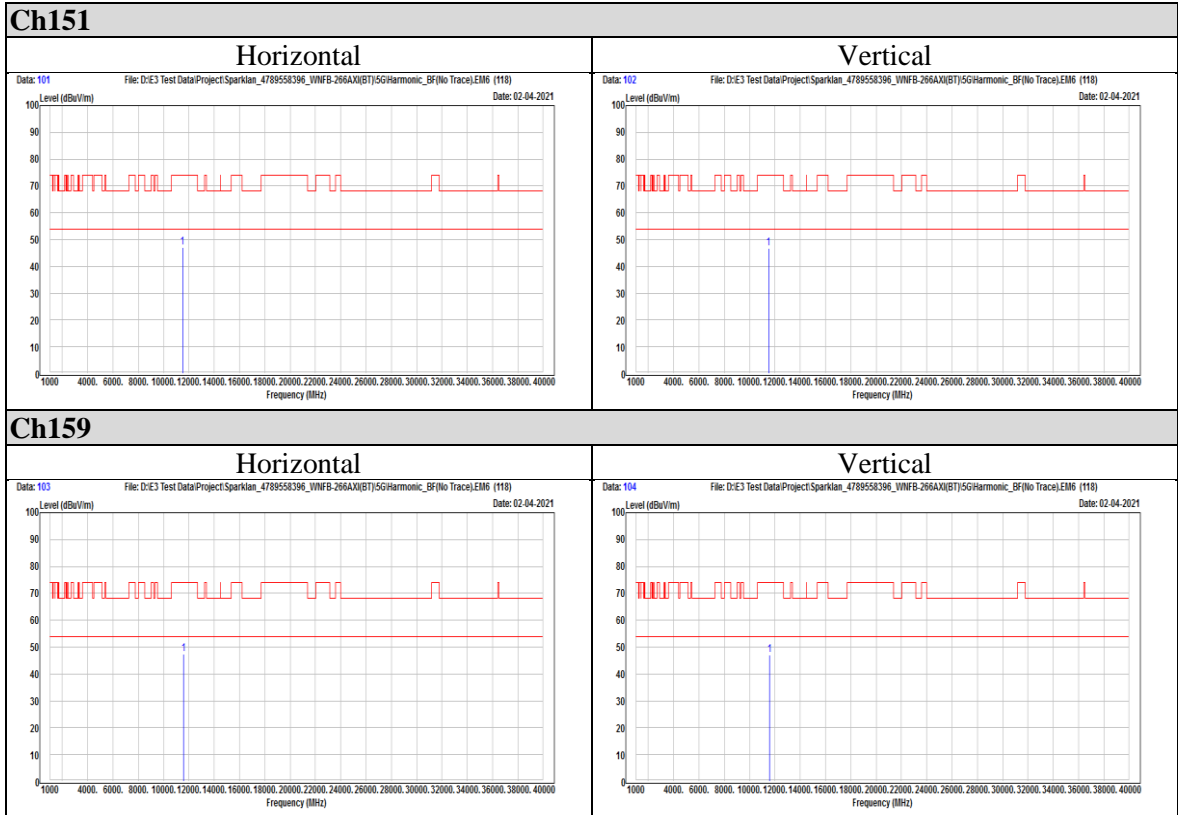 Ch151
Horizontal Vertical
Data: 101 File: D:\E3 Test Data\Project\Sparklan_4789558396_WNFB-266AXI(BT)\5G\Harmonic_BF(No Trace).EM6 (118)
Level (dBuV/m) Date: 02-04-2021
100
90
80
70
60
50
40
30
20
10
0
1
1000 4000. 6000. 8000. 10000. 12000. 14000. 16000. 18000. 20000. 22000. 24000. 26000. 28000. 30000. 32000. 34000. 36000. 38000. 40000
Frequency (MHz)
Data: 102 File: D:\E3 Test Data\Project\Sparklan_4789558396_WNFB-266AXI(BT)\5G\Harmonic_BF(No Trace).EM6 (118)
Level (dBuV/m) Date: 02-04-2021
100
90
80
70
60
50
40
30
20
10
0
1
1000 4000. 6000. 8000. 10000. 12000. 14000. 16000. 18000. 20000. 22000. 24000. 26000. 28000. 30000. 32000. 34000. 36000. 38000. 40000
Frequency (MHz)
Ch159
Horizontal Vertical
Data: 103 File: D:\E3 Test Data\Project\Sparklan_4789558396_WNFB-266AXI(BT)\5G\Harmonic_BF(No Trace).EM6 (118)
Level (dBuV/m) Date: 02-04-2021
100
90
80
70
60
50
40
30
20
10
0
1
1000 4000. 6000. 8000. 10000. 12000. 14000. 16000. 18000. 20000. 22000. 24000. 26000. 28000. 30000. 32000. 34000. 36000. 38000. 40000
Frequency (MHz)
Data: 104 File: D:\E3 Test Data\Project\Sparklan_4789558396_WNFB-266AXI(BT)\5G\Harmonic_BF(No Trace).EM6 (118)
Level (dBuV/m) Date: 02-04-2021
100
90
80
70
60
50
40
30
20
10
0
1
1000 4000. 6000. 8000. 10000. 12000. 14000. 16000. 18000. 20000. 22000. 24000. 26000. 28000. 30000. 32000. 34000. 36000. 38000. 40000
Frequency (MHz)